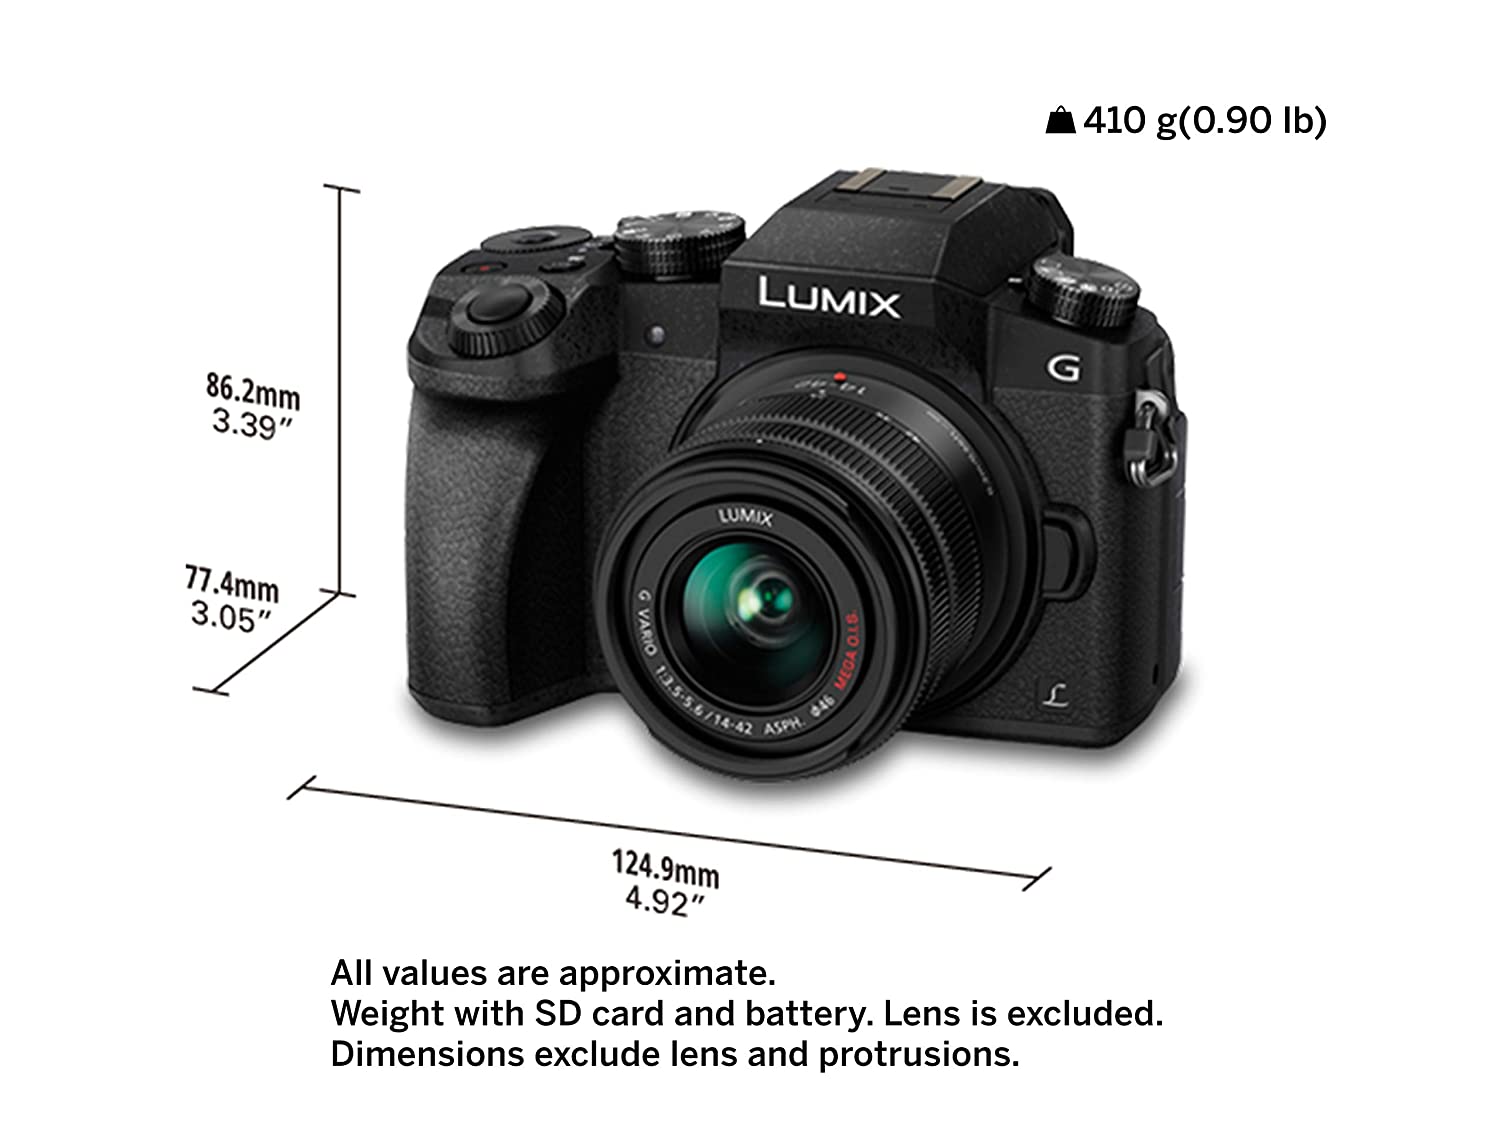 410 g(0.90 lb)
LUMIX
G
86.2mm
3.39″
77.4mm
3.05″
LUMIX
G VARIO 1:3.5-5.6 / 14-42 ASPH. ø46 MEGA O.I.S.
L
124.9mm
4.92″
All values are approximate.
Weight with SD card and battery. Lens is excluded.
Dimensions exclude lens and protrusions.